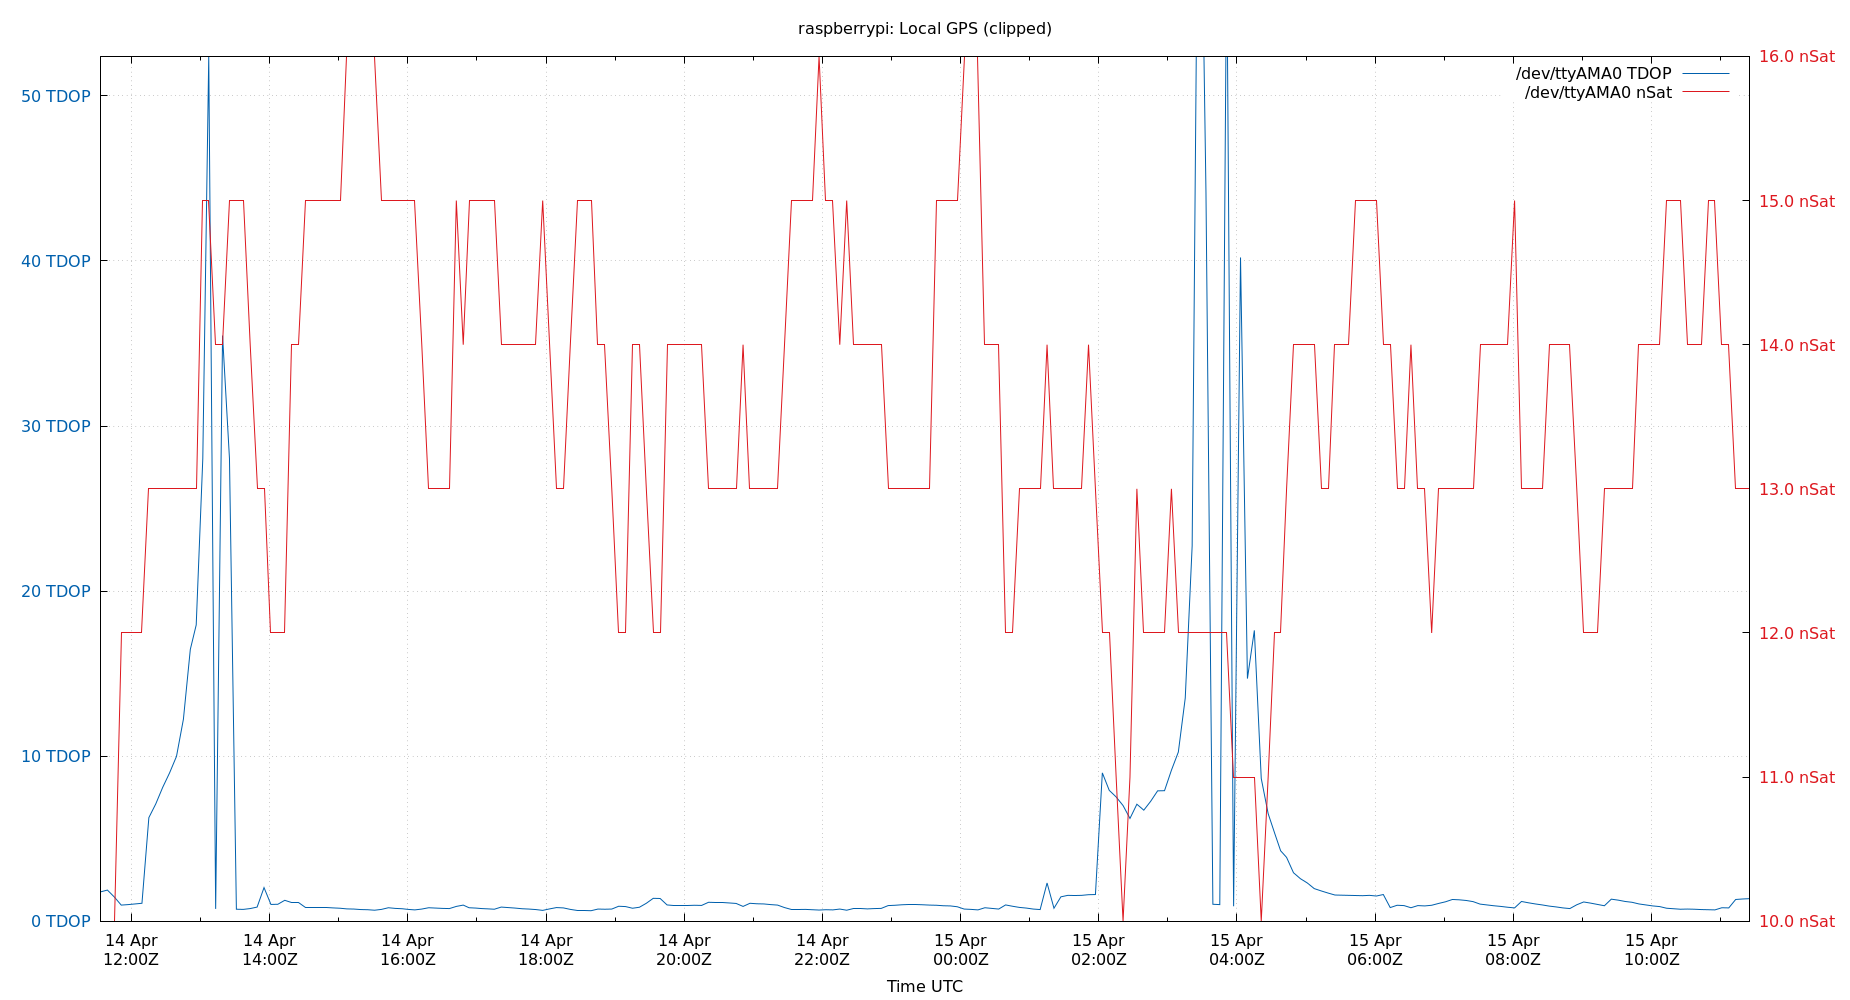 raspberrypi: Local GPS (clipped)
/dev/ttyAMA0 TDOP
/dev/ttyAMA0 nSat
50 TDOP
40 TDOP
30 TDOP
20 TDOP
10 TDOP
0 TDOP
16.0 nSat
15.0 nSat
14.0 nSat
13.0 nSat
12.0 nSat
11.0 nSat
10.0 nSat
14 Apr
12:00Z
14 Apr
14:00Z
14 Apr
16:00Z
14 Apr
18:00Z
14 Apr
20:00Z
14 Apr
22:00Z
15 Apr
00:00Z
15 Apr
02:00Z
15 Apr
04:00Z
15 Apr
06:00Z
15 Apr
08:00Z
15 Apr
10:00Z
Time UTC